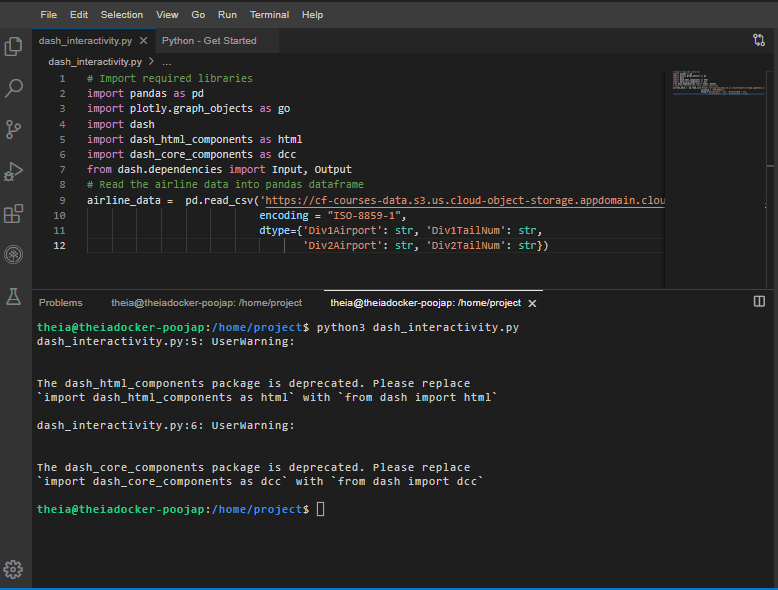 File Edit Selection View Go Run Terminal Help
dash_interactivity.py Python - Get Started
dash_interactivity.py > ...
1 # Import required libraries
2 import pandas as pd
3 import plotly.graph_objects as go
4 import dash
5 import dash_html_components as html
6 import dash_core_components as dcc
7 from dash.dependencies import Input, Output
8 # Read the airline data into pandas dataframe
9 airline_data =  pd.read_csv('https://cf-courses-data.s3.us.cloud-object-storage.appdomain.clou
10 encoding = "ISO-8859-1",
11 dtype={'Div1Airport': str, 'Div1TailNum': str,
12 'Div2Airport': str, 'Div2TailNum': str})
Problems theia@theiadocker-poojap: /home/project theia@theiadocker-poojap: /home/project
theia@theiadocker-poojap:/home/project$ python3 dash_interactivity.py
dash_interactivity.py:5: UserWarning:
The dash_html_components package is deprecated. Please replace
`import dash_html_components as html` with `from dash import html`
dash_interactivity.py:6: UserWarning:
The dash_core_components package is deprecated. Please replace
`import dash_core_components as dcc` with `from dash import dcc`
theia@theiadocker-poojap:/home/project$